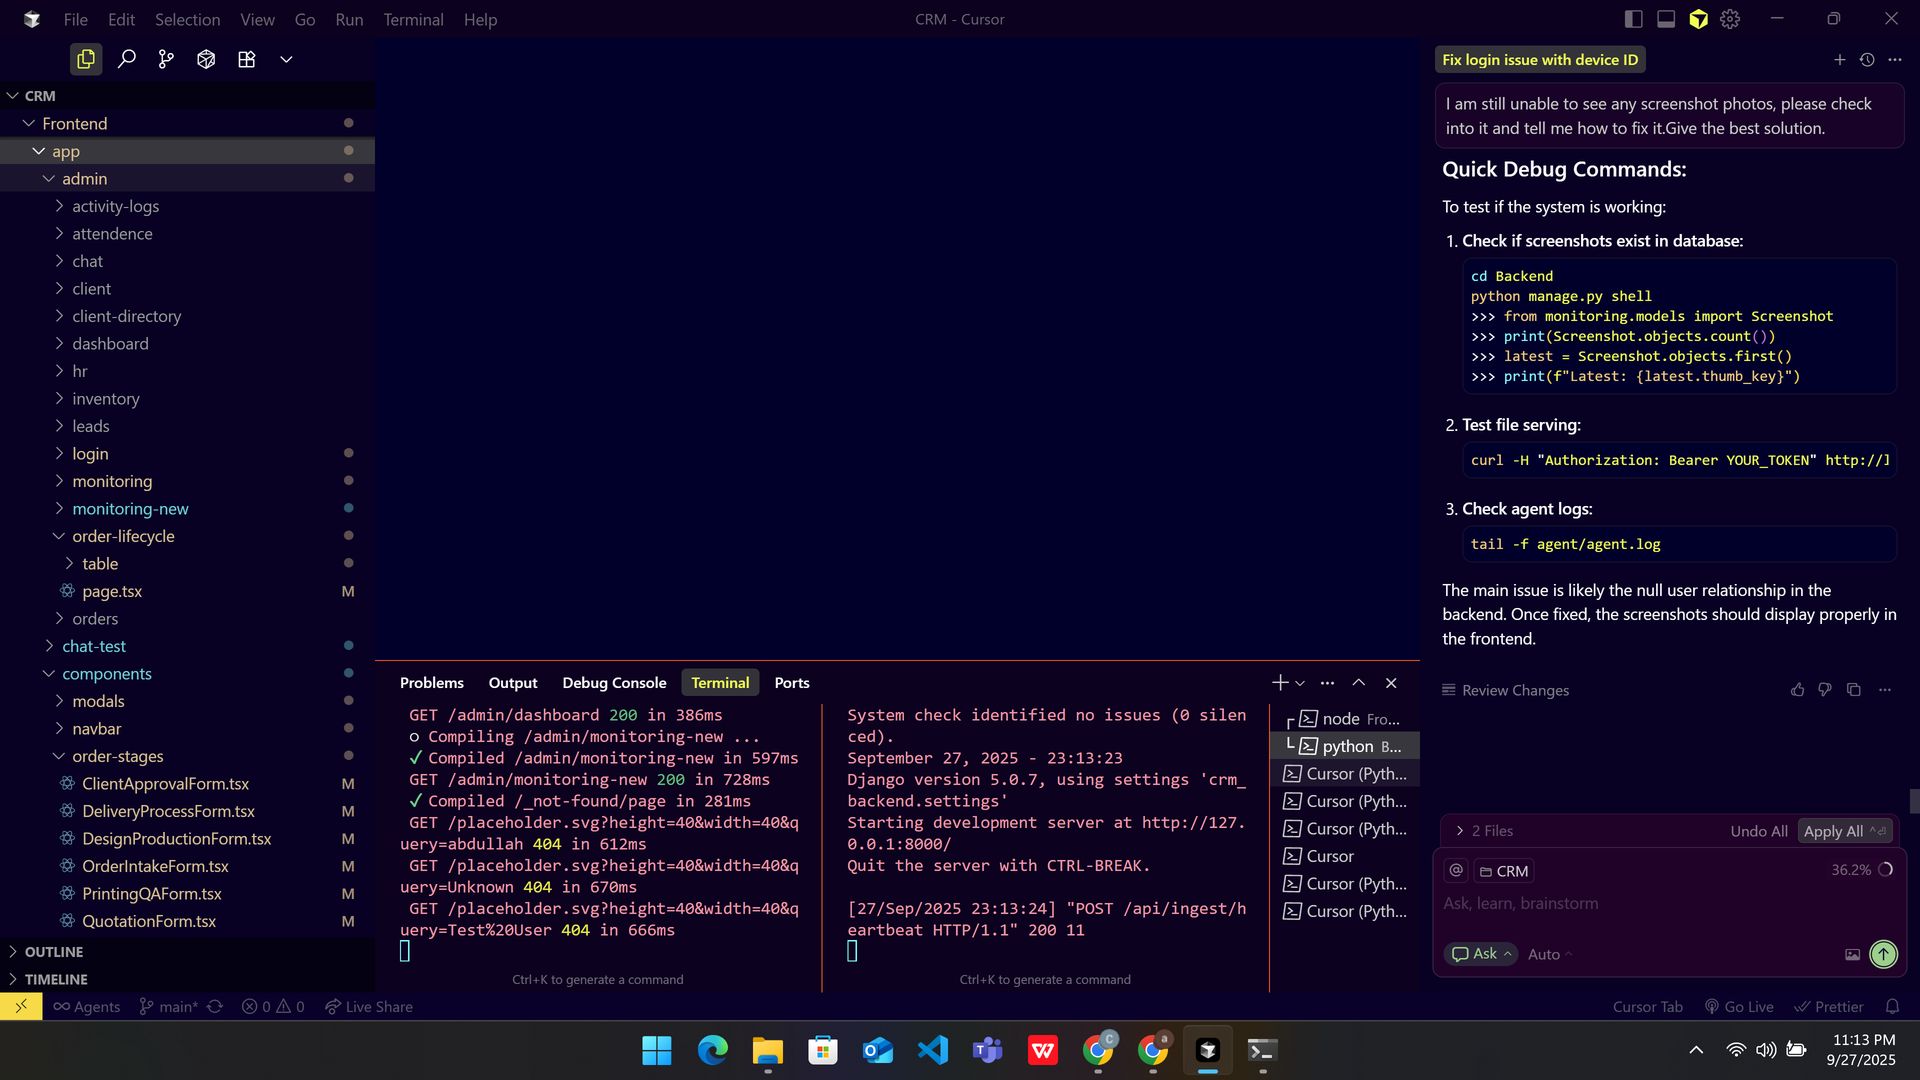 File Edit Selection View Go Run Terminal Help
CRM - Cursor
CRM
Frontend
app
admin
activity-logs
attendence
chat
client
client-directory
dashboard
hr
inventory
leads
login
monitoring
monitoring-new
order-lifecycle
table
page.tsx M
orders
chat-test
components
modals
navbar
order-stages
ClientApprovalForm.tsx M
DeliveryProcessForm.tsx M
DesignProductionForm.tsx M
OrderIntakeForm.tsx M
PrintingQAForm.tsx M
QuotationForm.tsx M
OUTLINE
TIMELINE
Problems Output Debug Console Terminal Ports
GET /admin/dashboard 200 in 386ms
○ Compiling /admin/monitoring-new ...
✓ Compiled /admin/monitoring-new in 597ms
GET /admin/monitoring-new 200 in 728ms
✓ Compiled /_not-found/page in 281ms
GET /placeholder.svg?height=40&width=40&q
uery=abdullah 404 in 612ms
GET /placeholder.svg?height=40&width=40&q
uery=Unknown 404 in 670ms
GET /placeholder.svg?height=40&width=40&q
uery=Test%20User 404 in 666ms
Ctrl+K to generate a command
System check identified no issues (0 silen
ced).
September 27, 2025 - 23:13:23
Django version 5.0.7, using settings 'crm_
backend.settings'
Starting development server at http://127.
0.0.1:8000/
Quit the server with CTRL-BREAK.
[27/Sep/2025 23:13:24] "POST /api/ingest/h
eartbeat HTTP/1.1" 200 11
Ctrl+K to generate a command
node Fro...
python B...
Cursor (Pyth...
Cursor (Pyth...
Cursor (Pyth...
Cursor
Cursor (Pyth...
Cursor (Pyth...
Fix login issue with device ID
I am still unable to see any screenshot photos, please check
into it and tell me how to fix it.Give the best solution.
Quick Debug Commands:
To test if the system is working:
1. Check if screenshots exist in database:
cd Backend
python manage.py shell
>>> from monitoring.models import Screenshot
>>> print(Screenshot.objects.count())
>>> latest = Screenshot.objects.first()
>>> print(f"Latest: {latest.thumb_key}")
2. Test file serving:
curl -H "Authorization: Bearer YOUR_TOKEN" http://l
3. Check agent logs:
tail -f agent/agent.log
The main issue is likely the null user relationship in the
backend. Once fixed, the screenshots should display properly in
the frontend.
Review Changes
2 Files Undo All Apply All
@ CRM 36.2%
Ask, learn, brainstorm
Ask Auto
Agents main* 0 0 Live Share
Cursor Tab Go Live Prettier
11:13 PM
9/27/2025